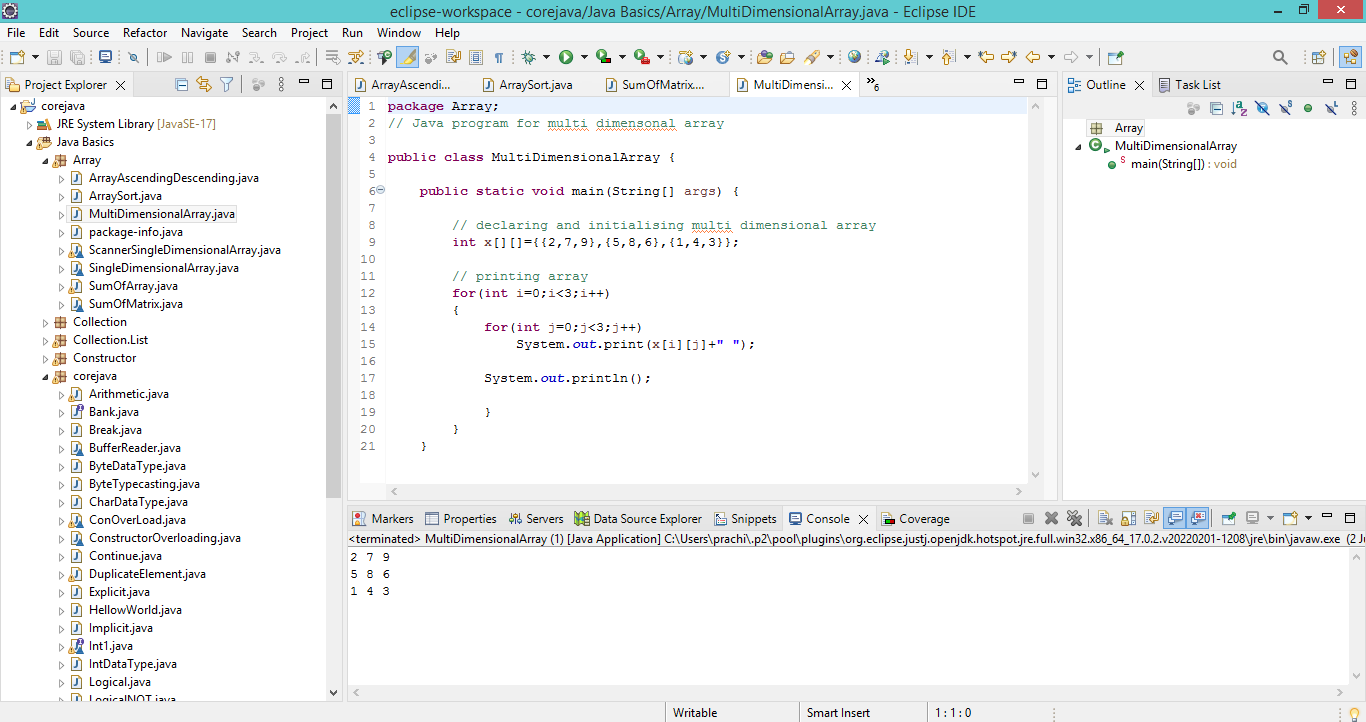 eclipse-workspace - corejava/Java Basics/Array/MultiDimensionalArray.java - Eclipse IDE
File Edit Source Refactor Navigate Search Project Run Window Help
Project Explorer
corejava
JRE System Library [JavaSE-17]
Java Basics
Array
ArrayAscendingDescending.java
ArraySort.java
MultiDimensionalArray.java
package-info.java
ScannerSingleDimensionalArray.java
SingleDimensionalArray.java
SumOfArray.java
SumOfMatrix.java
Collection
Collection.List
Constructor
corejava
Arithmetic.java
Bank.java
Break.java
BufferReader.java
ByteDataType.java
ByteTypecasting.java
CharDataType.java
ConOverLoad.java
ConstructorOverloading.java
Continue.java
DuplicateElement.java
Explicit.java
HellowWorld.java
Implicit.java
Int1.java
IntDataType.java
Logical.java
LogicalNOT.java
ArrayAscendi... ArraySort.java SumOfMatrix.... MultiDimensi... »6
1 package Array;
2 // Java program for multi dimensonal array
3
4 public class MultiDimensionalArray {
5
6 public static void main(String[] args) {
7
8 // declaring and initialising multi dimensional array
9 int x[][]={{2,7,9},{5,8,6},{1,4,3}};
10
11 // printing array
12 for(int i=0;i<3;i++)
13 {
14 for(int j=0;j<3;j++)
15 System.out.print(x[i][j]+" ");
16
17 System.out.println();
18
19 }
20 }
21 }
Outline Task List
Array
MultiDimensionalArray
main(String[]) : void
Markers Properties Servers Data Source Explorer Snippets Console Coverage
<terminated> MultiDimensionalArray (1) [Java Application] C:\Users\prachi\.p2\pool\plugins\org.eclipse.justj.openjdk.hotspot.jre.full.win32.x86_64_17.0.2.v20220201-1208\jre\bin\javaw.exe (2 Ju
2 7 9
5 8 6
1 4 3
Writable Smart Insert 1 : 1 : 0